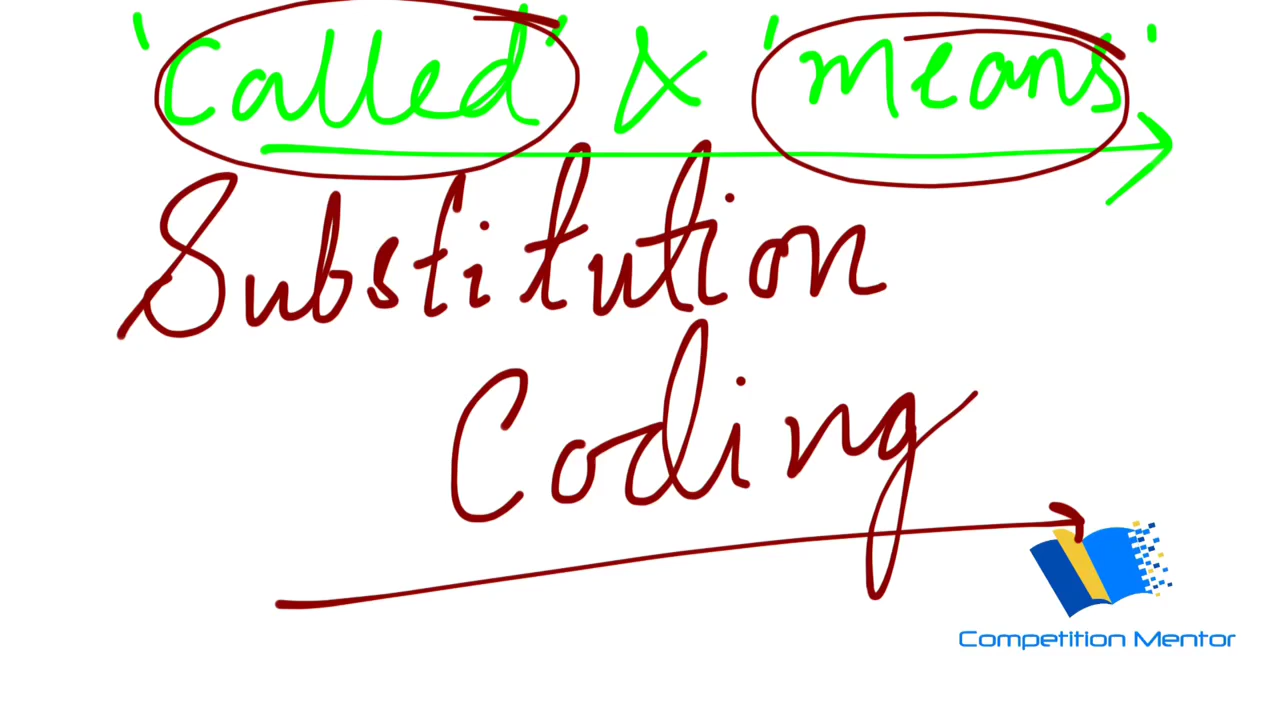 'Called' & 'means'
Substitution
Coding
Competition Mentor